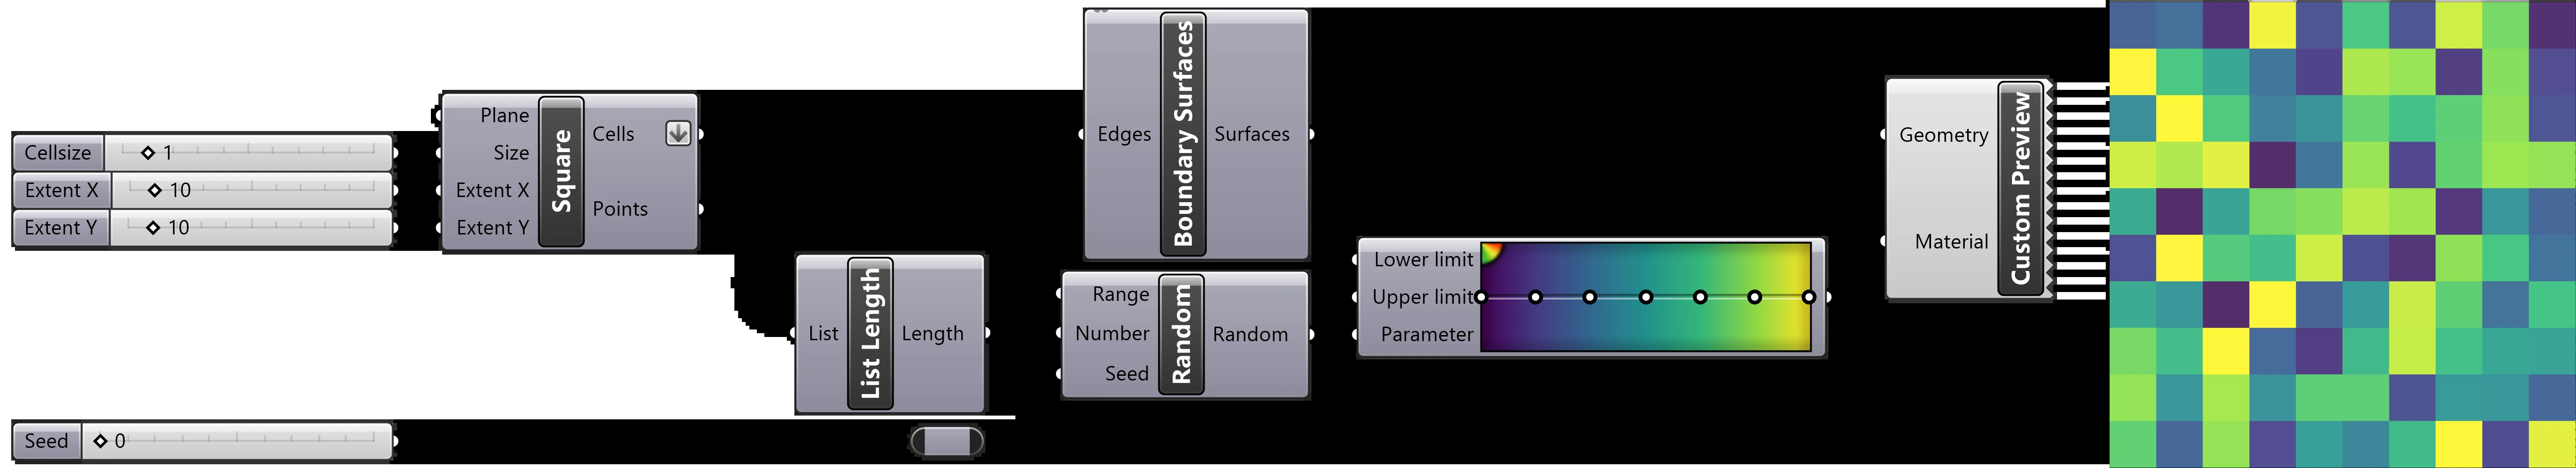 Cellsize 1
Extent X 10
Extent Y 10
Plane
Size
Extent X
Extent Y
Square
Cells
Points
List
List Length
Length
Seed 0
Edges
Boundary Surfaces
Surfaces
Range
Number
Seed
Random
Random
Lower limit
Upper limit
Parameter
Geometry
Material
Custom Preview